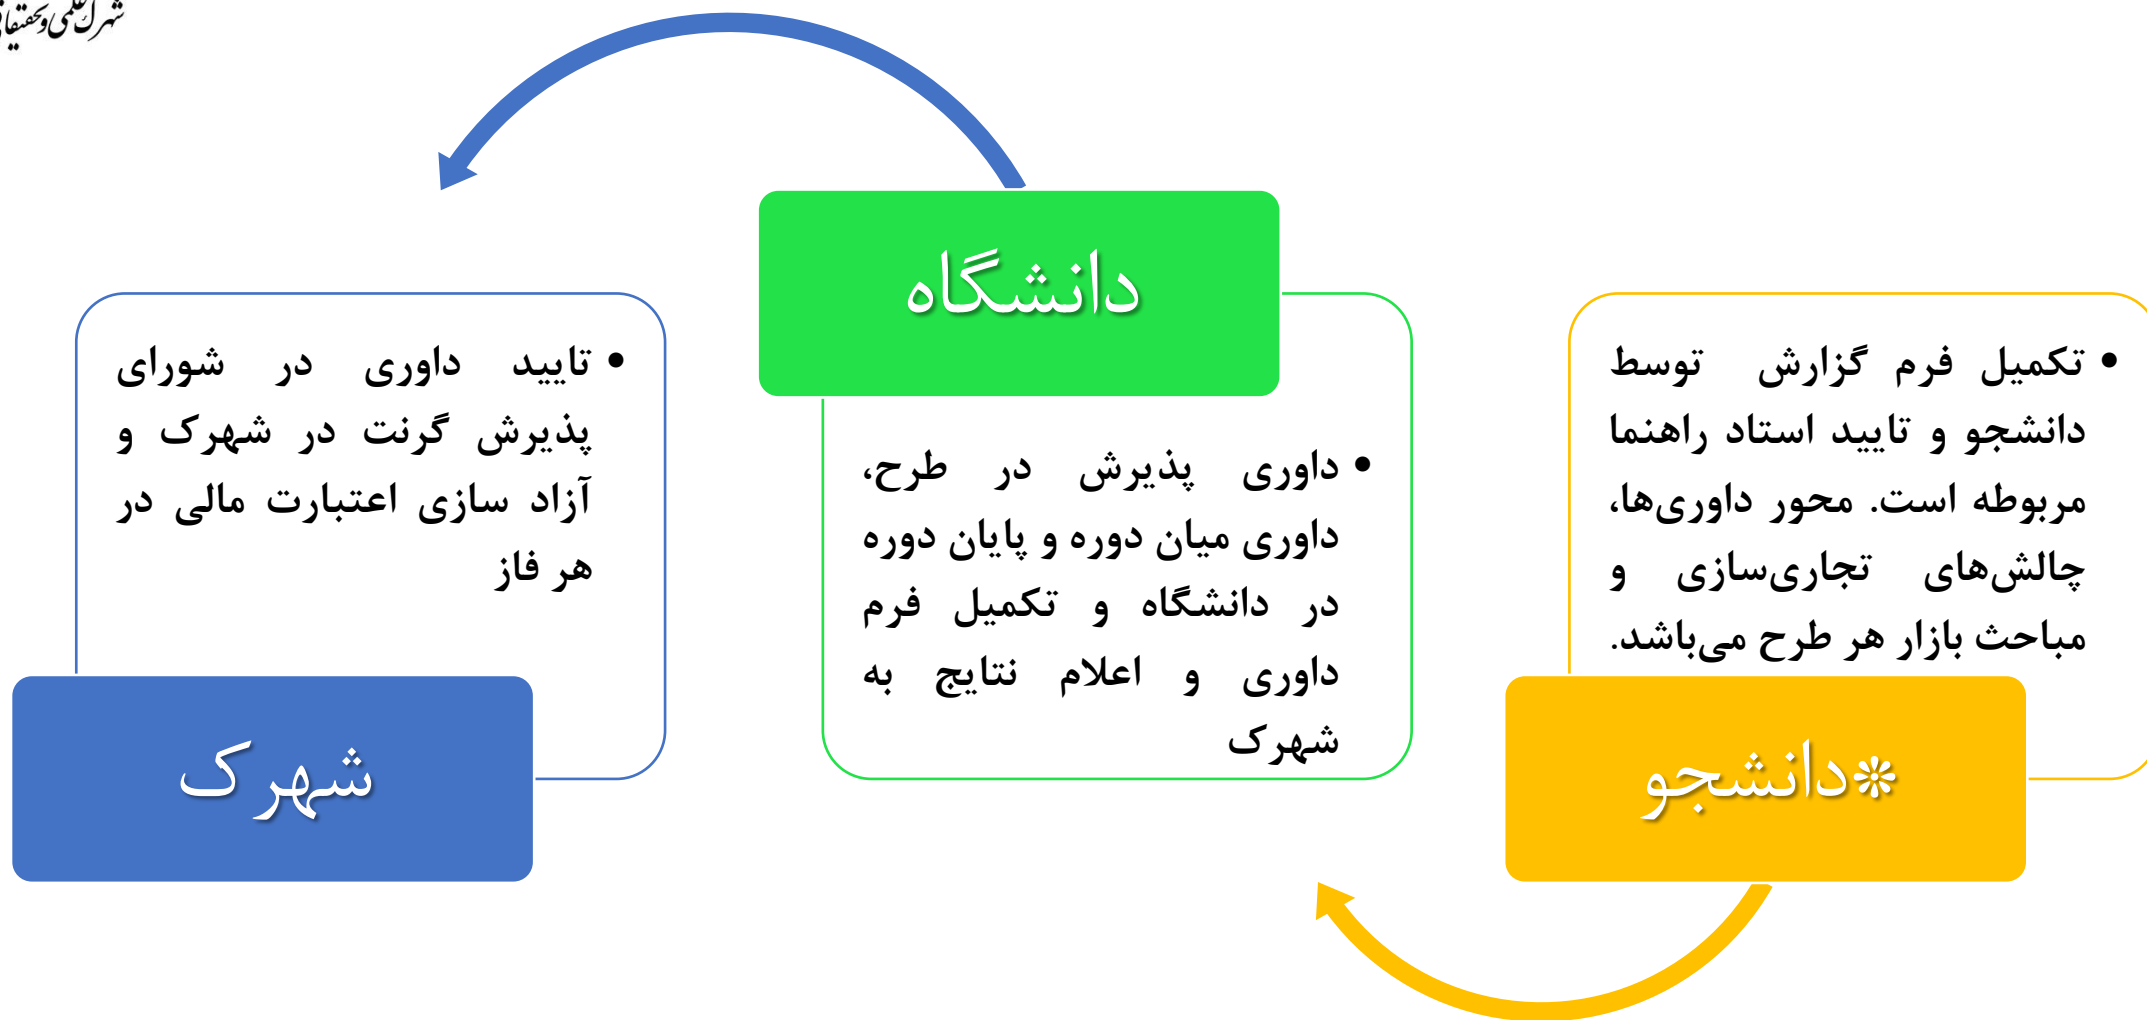 شهرک علمی و تحقیقاتی
تکمیل فرم گزارش توسط
دانشجو و تایید استاد راهنما
مربوطه است. محور داوری‌ها،
چالش‌های تجاری‌سازی و
مباحث بازار هر طرح می‌باشد.
*دانشجو
دانشگاه
داوری پذیرش در طرح،
داوری میان دوره و پایان دوره
در دانشگاه و تکمیل فرم
داوری و اعلام نتایج به
شهرک
تایید داوری در شورای
پذیرش گرنت در شهرک و
آزاد سازی اعتبارت مالی در
هر فاز
شهرک